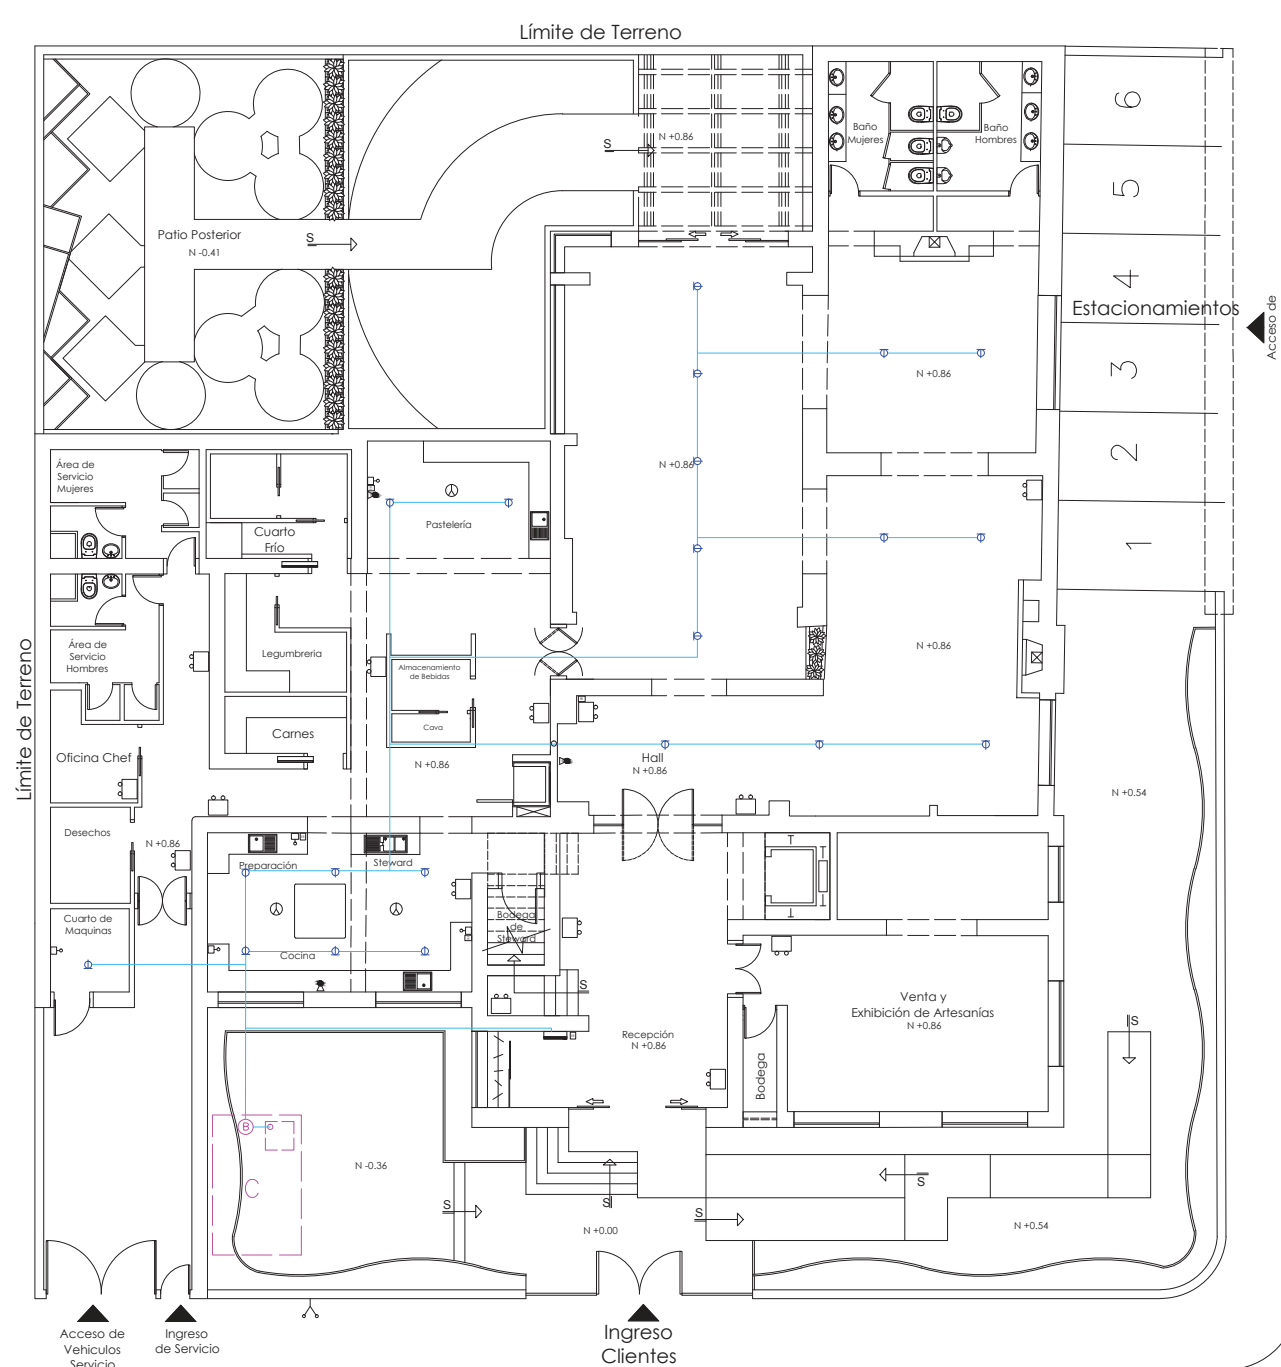 Límite de Terreno
6
Baño
Mujeres
Baño
Hombres
S
N +0.86
5
Patio Posterior
S
N -0.41
4
Estacionamientos
Acceso de
3
N +0.86
2
Área de
Servicio
Mujeres
N +0.86
Pastelería
Cuarto
Frío
1
Límite de Terreno
Área de
Servicio
Hombres
Legumbreria
N +0.86
Almacenamiento
de Bebidas
Cava
Carnes
Oficina Chef
N +0.86
Hall
N +0.86
N +0.54
Desechos
N +0.86
Preparación
Steward
Cuarto de
Maquinas
Bodega
de
Steward
Cocina
S
Venta y
Exhibición de Artesanías
N +0.86
Recepción
N +0.86
S
Bodega
B
C
N -0.36
S
S
S
S
N +0.00
N +0.54
Acceso de
Vehiculos
Servicio
Ingreso
de Servicio
Ingreso
Clientes